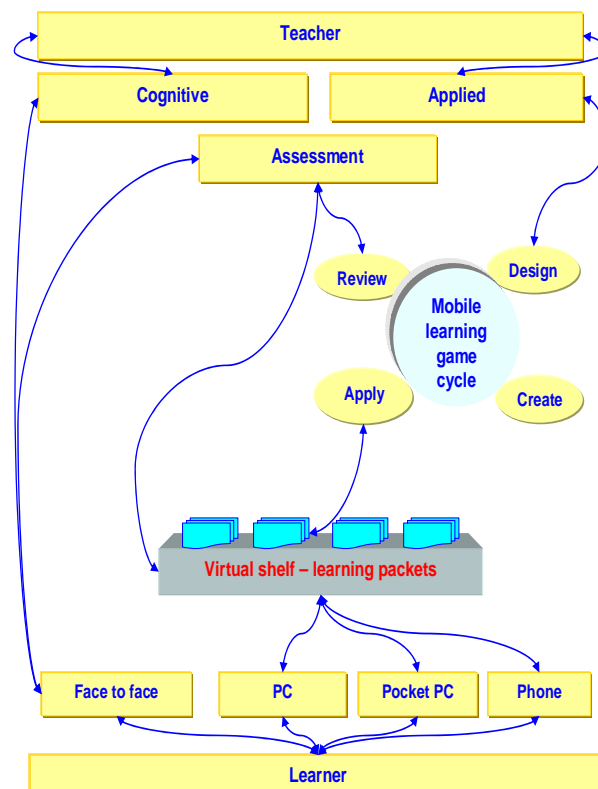 Teacher
Cognitive
Applied
Assessment
Review
Design
Mobile
learning
game
cycle
Apply
Create
Virtual shelf – learning packets
Face to face
PC
Pocket PC
Phone
Learner